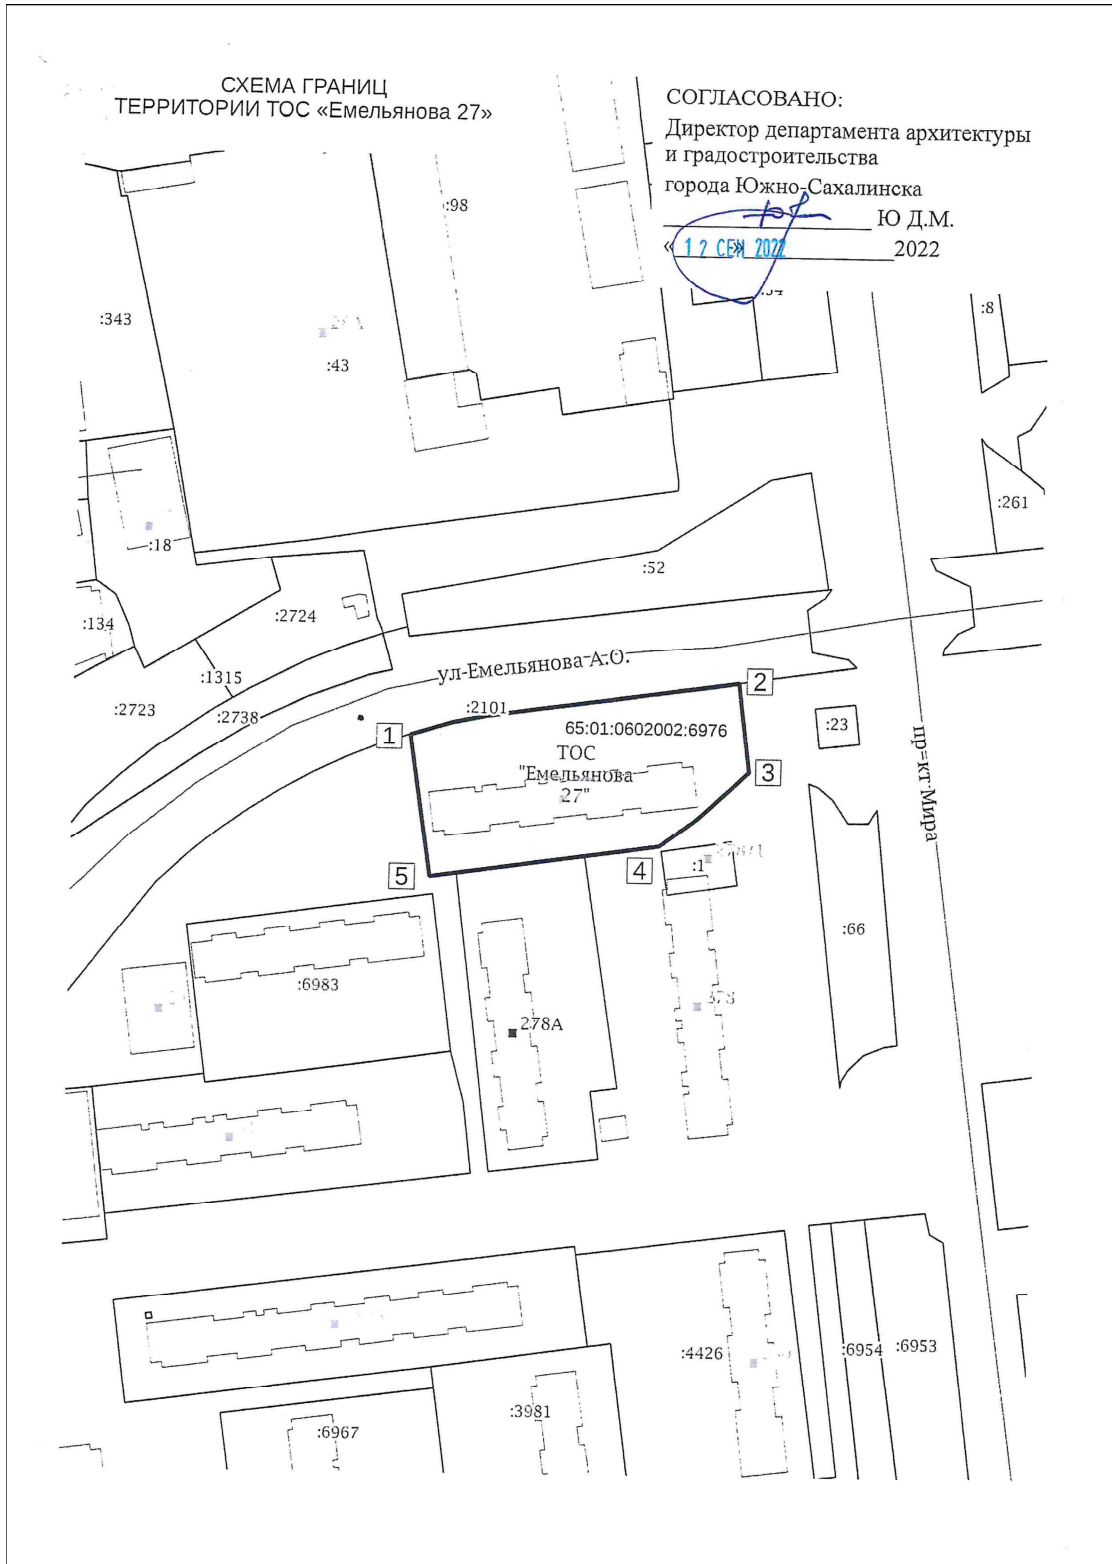 СХЕМА ГРАНИЦ
ТЕРРИТОРИИ ТОС «Емельянова 27»
СОГЛАСОВАНО:
Директор департамента архитектуры
и градостроительства
города Южно-Сахалинска
Ю Д.М.
« 12 СЕН 2022 » 2022
:98
:343
:43
:8
:261
:18
:52
:134
:2724
:1315
:2723
:2738
ул-Емельянова-А.О.
:2101
1
2
65:01:0602002:6976
ТОС
"Емельянова
27"
3
:23
пр-кт Мира
4
:1
5
:66
:6983
278А
378
:4426
:6954
:6953
:3981
:6967